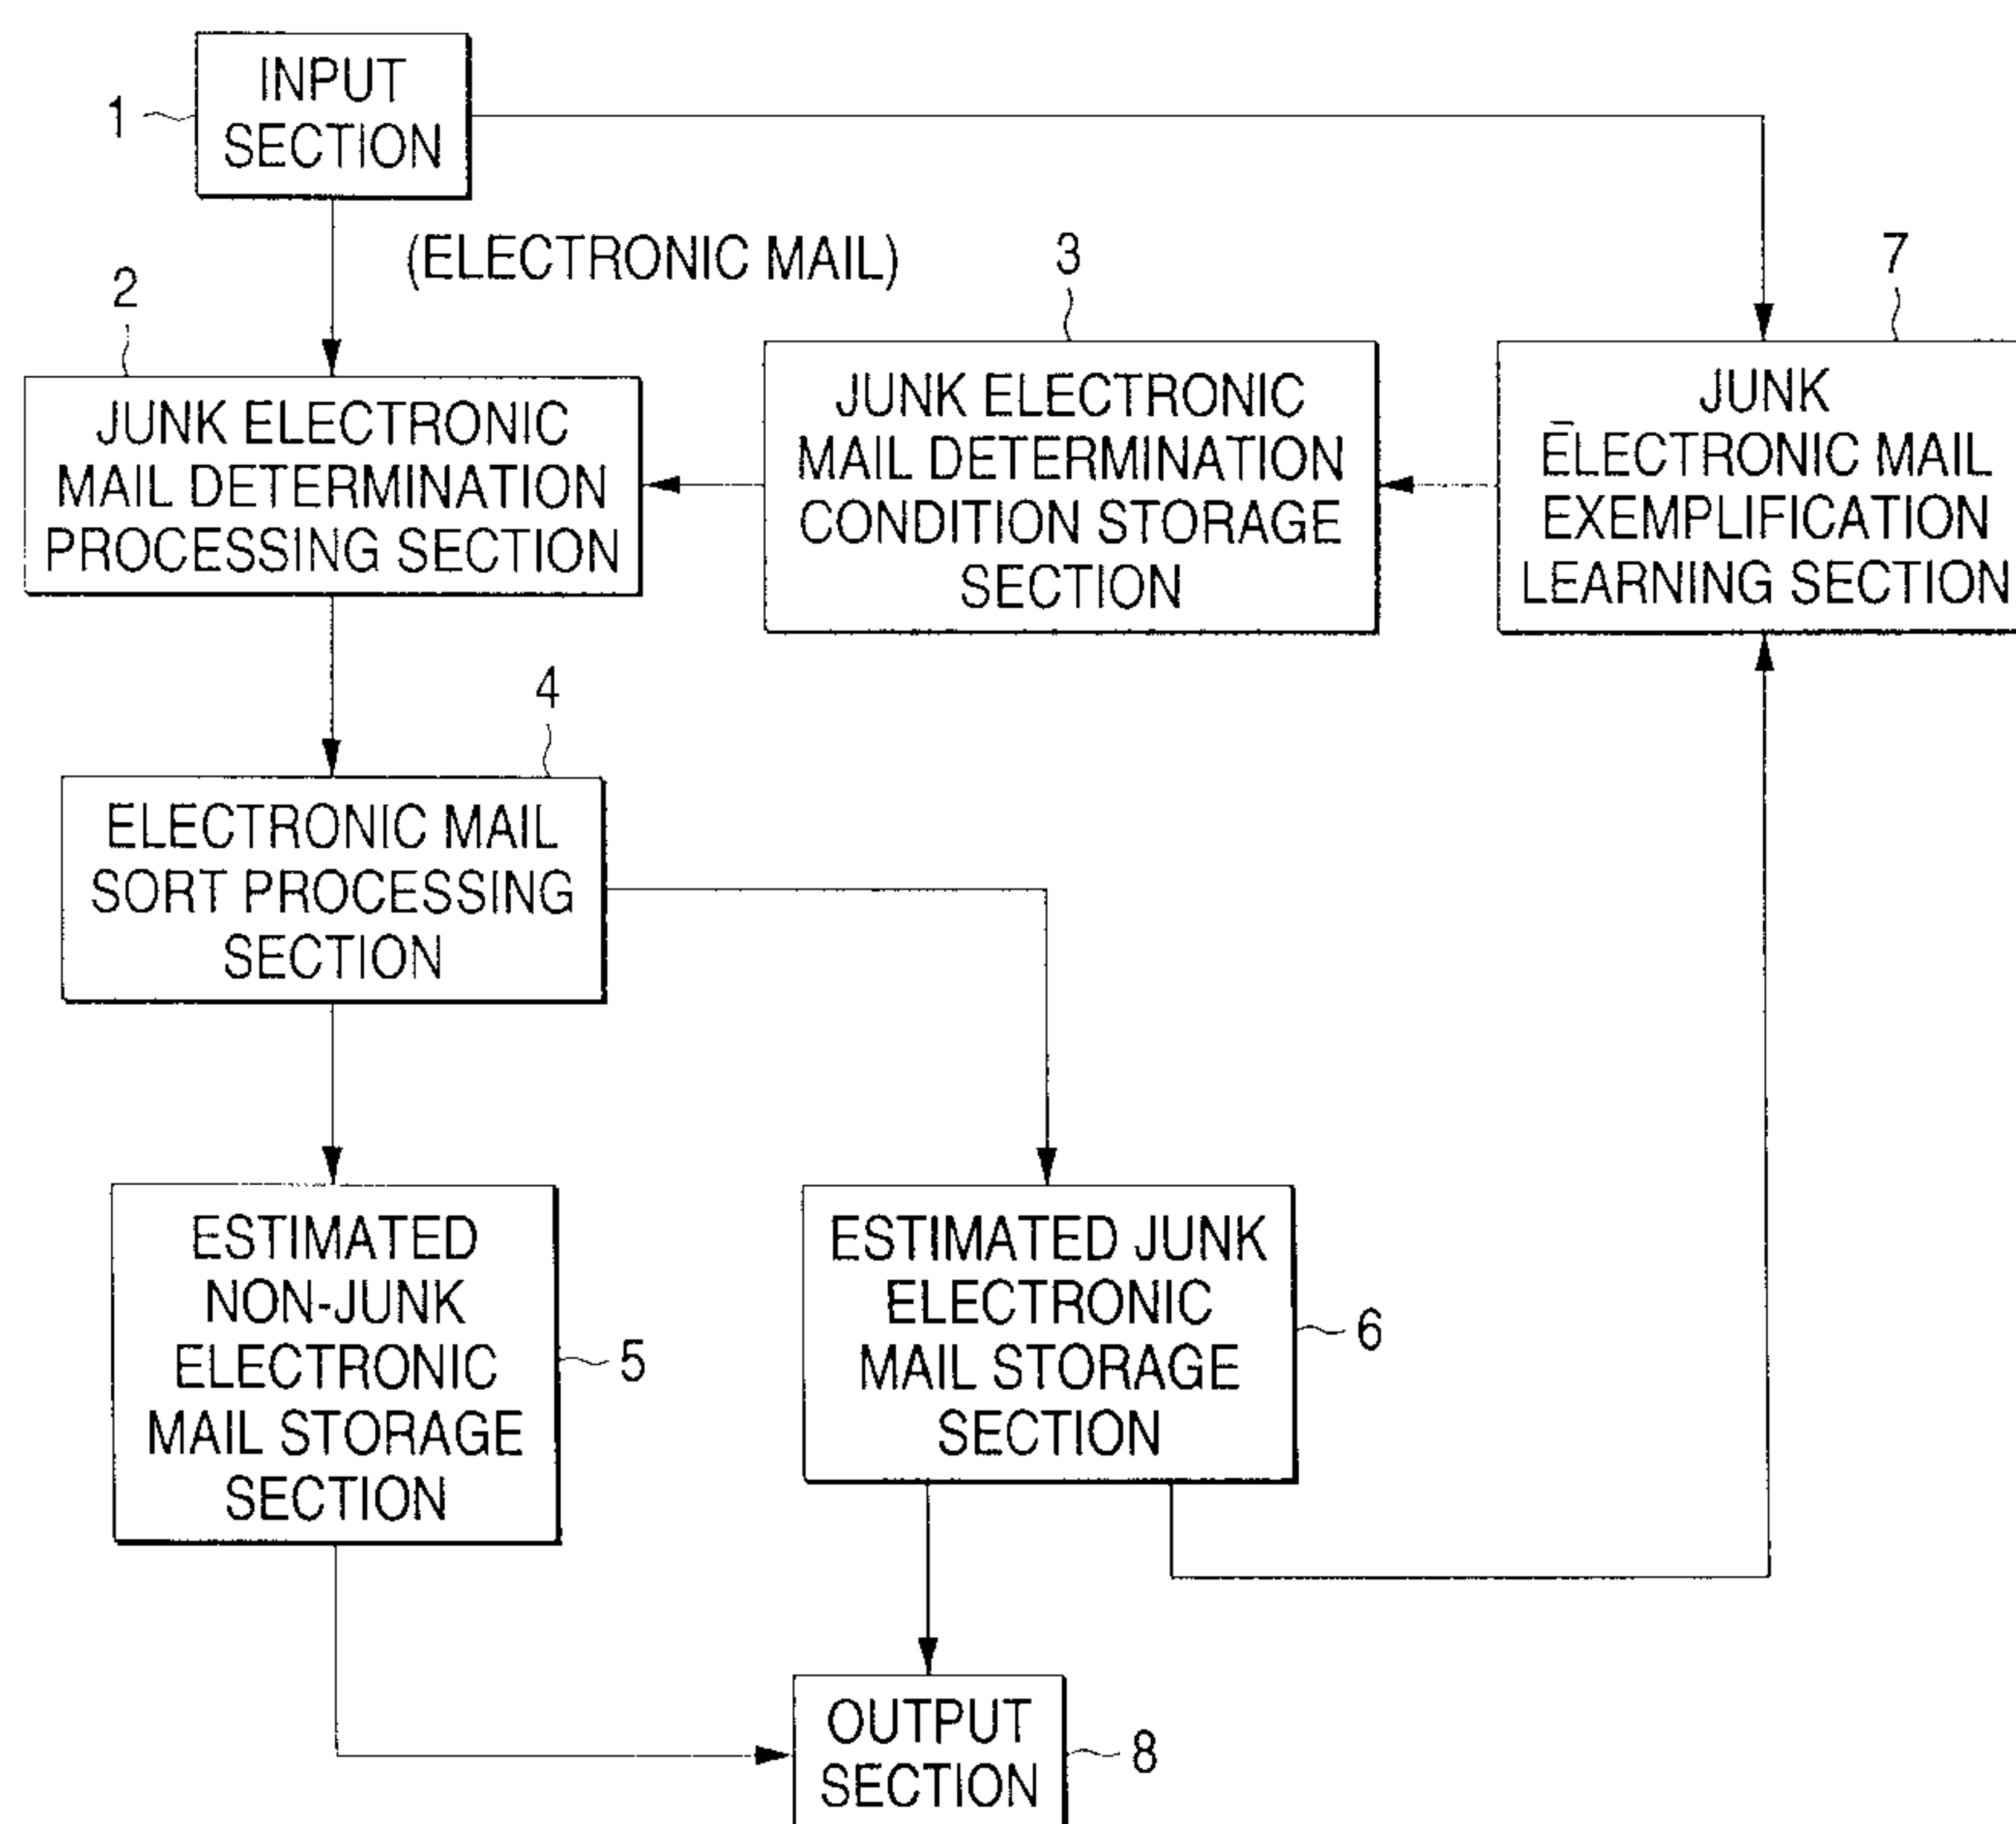 INPUT
SECTION
1
(ELECTRONIC MAIL)
2
JUNK ELECTRONIC
MAIL DETERMINATION
PROCESSING SECTION
3
JUNK ELECTRONIC
MAIL DETERMINATION
CONDITION STORAGE
SECTION
7
JUNK
ELECTRONIC MAIL
EXEMPLIFICATION
LEARNING SECTION
4
ELECTRONIC MAIL
SORT PROCESSING
SECTION
ESTIMATED
NON-JUNK
ELECTRONIC
MAIL STORAGE
SECTION
5
ESTIMATED JUNK
ELECTRONIC
MAIL STORAGE
SECTION
6
OUTPUT
SECTION
8